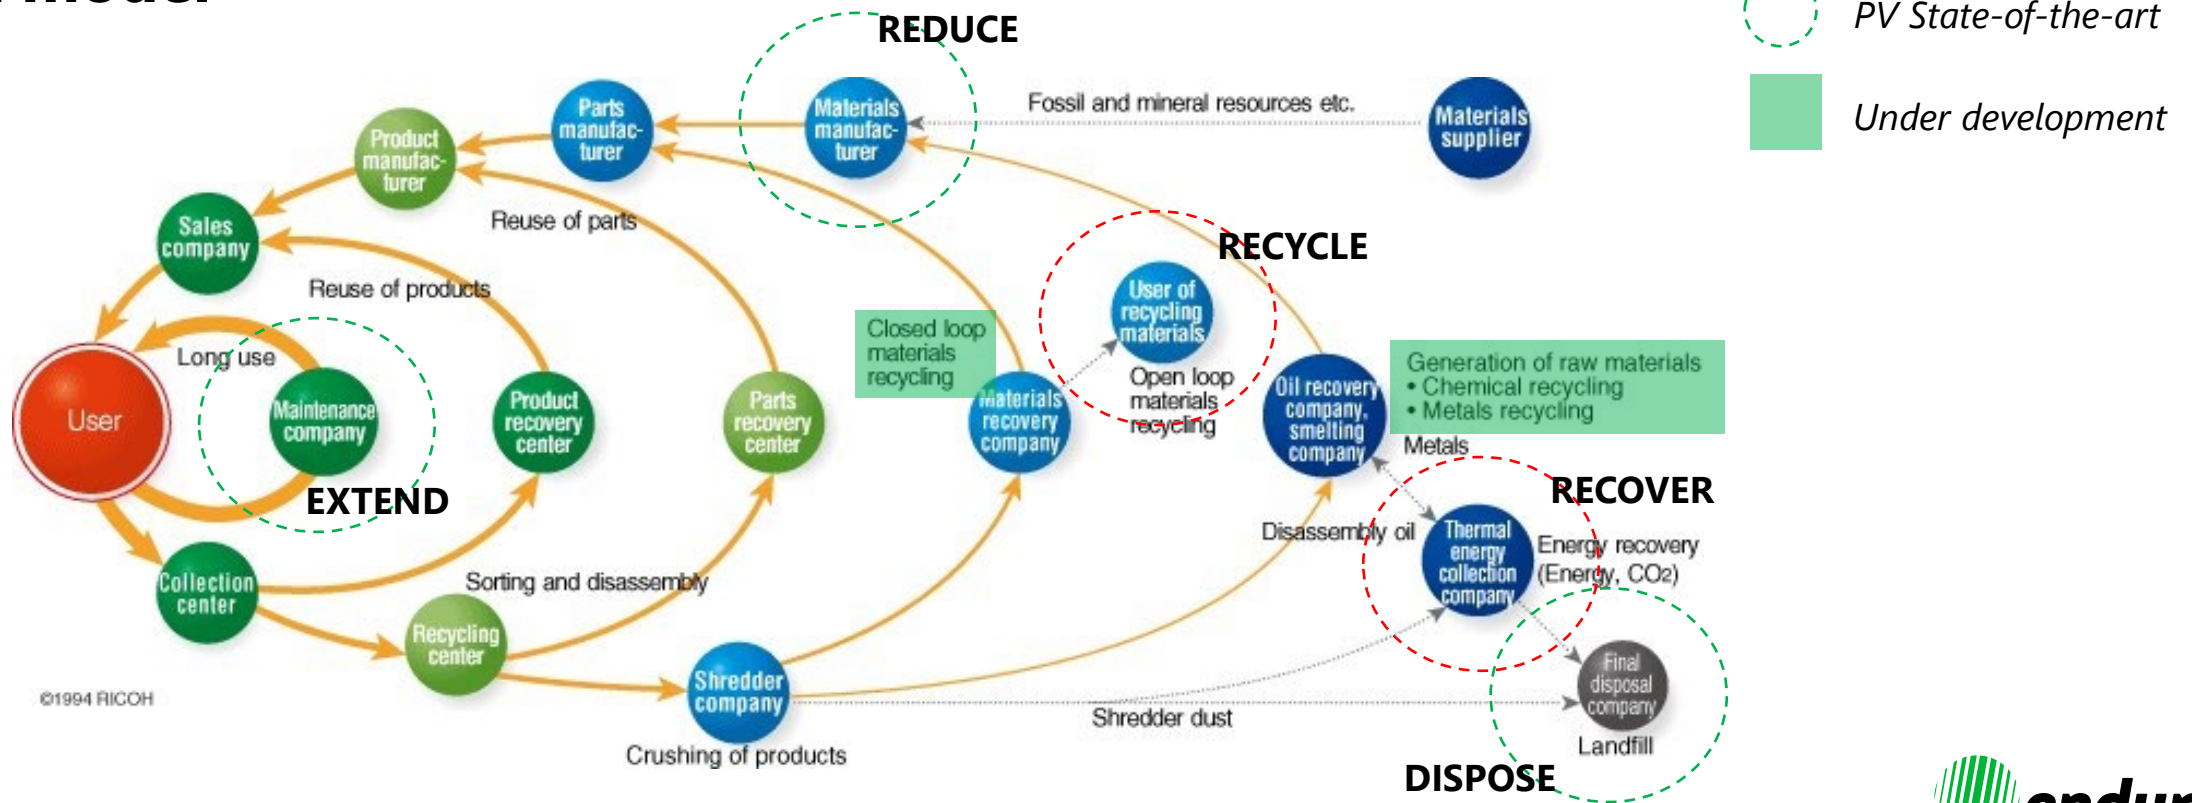 REDUCE
PV State-of-the-art
Under development
Fossil and mineral resources etc.
Materials
supplier
Materials
manufac-
turer
Parts
manufac-
turer
Product
manufac-
turer
Sales
company
Reuse of parts
Reuse of products
RECYCLE
User of
recycling
materials
Open loop
materials
recycling
Closed loop
materials
recycling
Generation of raw materials
• Chemical recycling
• Metals recycling
Long use
User
Maintenance
company
EXTEND
Product
recovery
center
Parts
recovery
center
Materials
recovery
company
Oil recovery
company,
smelting
company
Metals
RECOVER
Disassembly oil
Thermal
energy
collection
company
Energy recovery
(Energy, CO2)
Collection
center
Sorting and disassembly
Recycling
center
Shredder
company
Crushing of products
Shredder dust
Final
disposal
company
Landfill
DISPOSE
©1994 RICOH